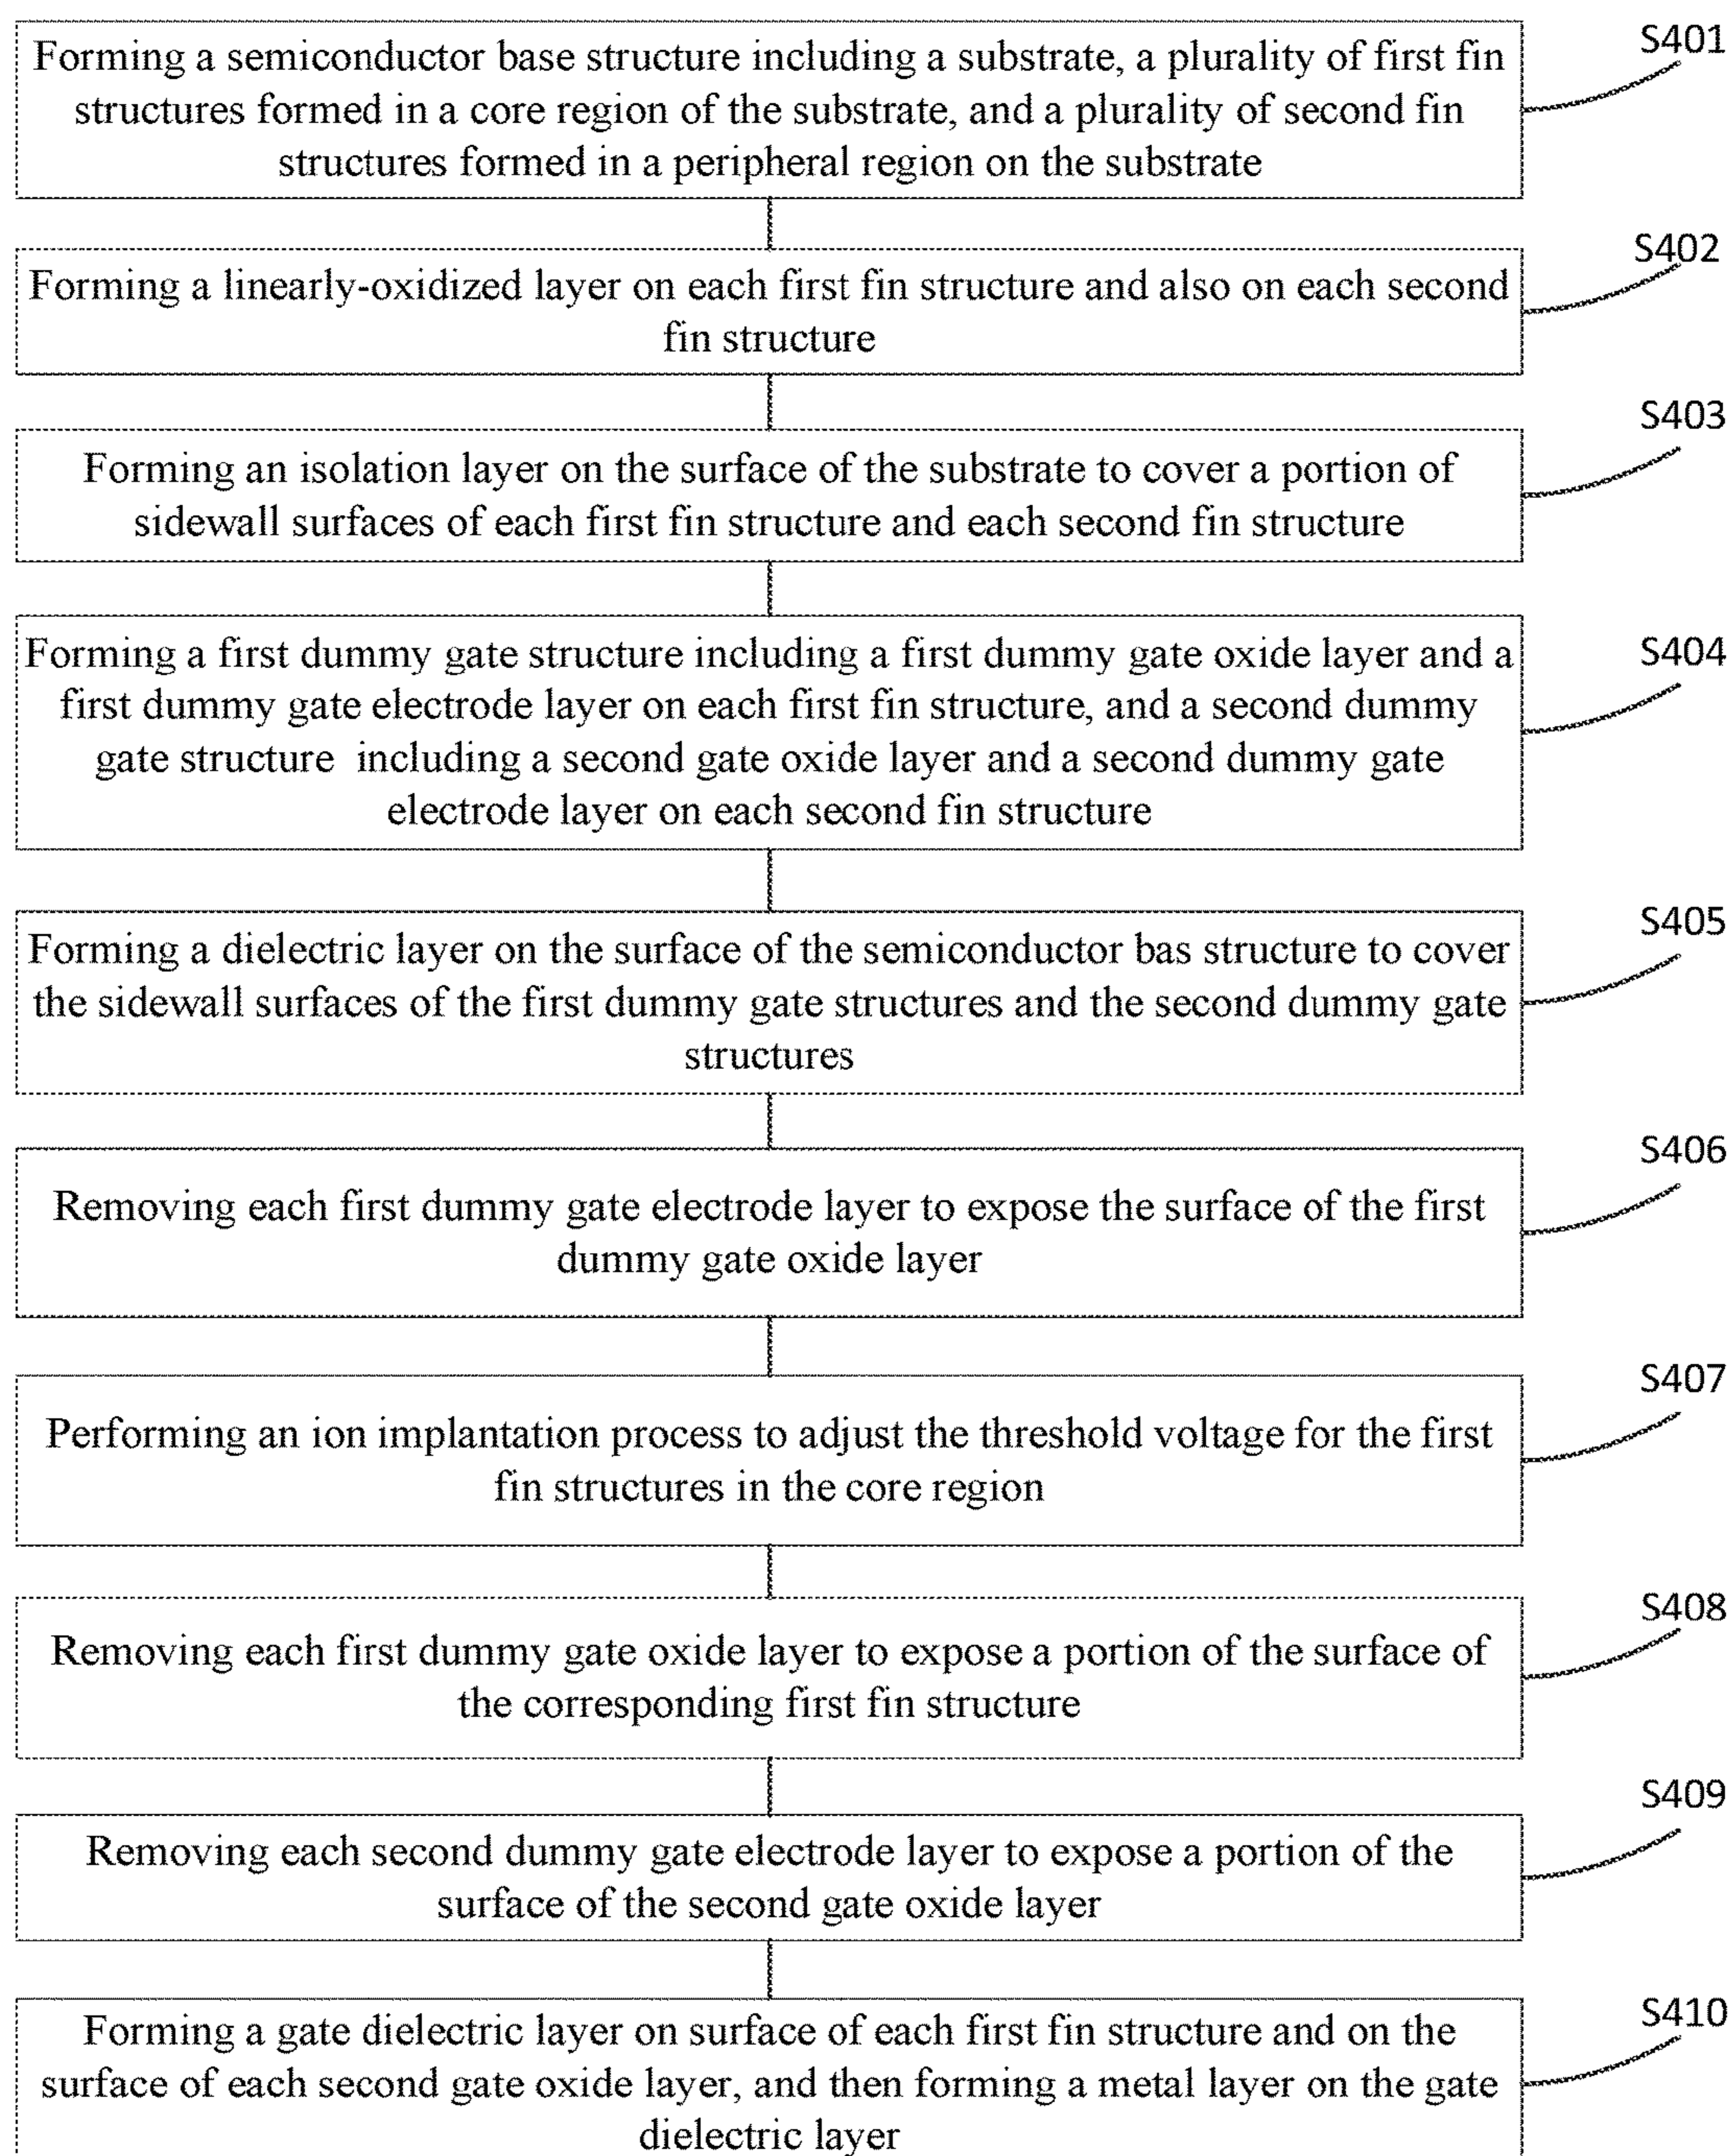 S401
Forming a semiconductor base structure including a substrate, a plurality of first fin
structures formed in a core region of the substrate, and a plurality of second fin
structures formed in a peripheral region on the substrate
S402
Forming a linearly-oxidized layer on each first fin structure and also on each second
fin structure
S403
Forming an isolation layer on the surface of the substrate to cover a portion of
sidewall surfaces of each first fin structure and each second fin structure
S404
Forming a first dummy gate structure including a first dummy gate oxide layer and a
first dummy gate electrode layer on each first fin structure, and a second dummy
gate structure including a second gate oxide layer and a second dummy gate
electrode layer on each second fin structure
S405
Forming a dielectric layer on the surface of the semiconductor bas structure to cover
the sidewall surfaces of the first dummy gate structures and the second dummy gate
structures
S406
Removing each first dummy gate electrode layer to expose the surface of the first
dummy gate oxide layer
S407
Performing an ion implantation process to adjust the threshold voltage for the first
fin structures in the core region
S408
Removing each first dummy gate oxide layer to expose a portion of the surface of
the corresponding first fin structure
S409
Removing each second dummy gate electrode layer to expose a portion of the
surface of the second gate oxide layer
S410
Forming a gate dielectric layer on surface of each first fin structure and on the
surface of each second gate oxide layer, and then forming a metal layer on the gate
dielectric layer